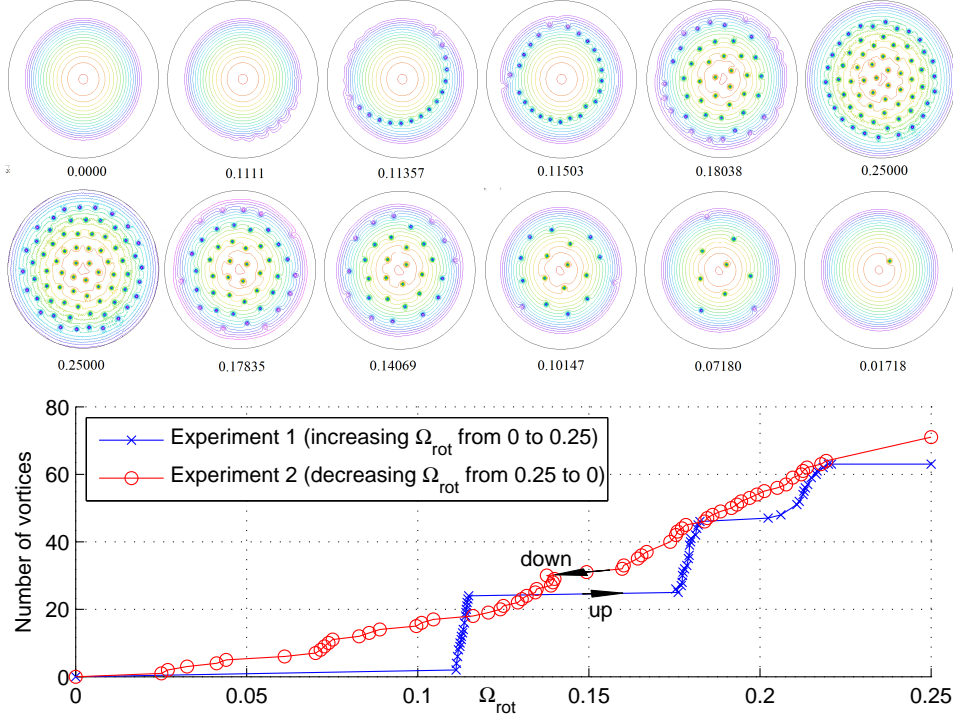 0.0000 0.1111 0.11357 0.11503 0.18038 0.25000
0.25000 0.17835 0.14069 0.10147 0.07180 0.01718
80
60
40
20
0
Number of vortices
Experiment 1 (increasing Ω_rot from 0 to 0.25)
Experiment 2 (decreasing Ω_rot from 0.25 to 0)
down
up
0 0.05 0.1 0.15 0.2 0.25
Ω_rot